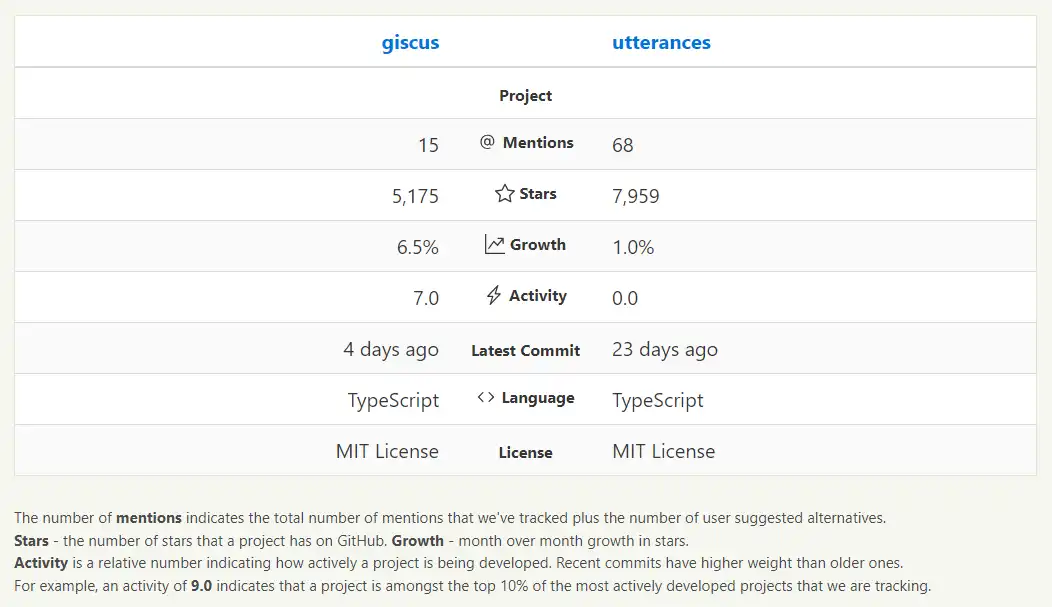 giscus utterances
Project
15 @ Mentions 68
5,175 Stars 7,959
6.5% Growth 1.0%
7.0 Activity 0.0
4 days ago Latest Commit 23 days ago
TypeScript <> Language TypeScript
MIT License License MIT License
The number of mentions indicates the total number of mentions that we've tracked plus the number of user suggested alternatives.
Stars - the number of stars that a project has on GitHub. Growth - month over month growth in stars.
Activity is a relative number indicating how actively a project is being developed. Recent commits have higher weight than older ones.
For example, an activity of 9.0 indicates that a project is amongst the top 10% of the most actively developed projects that we are tracking.